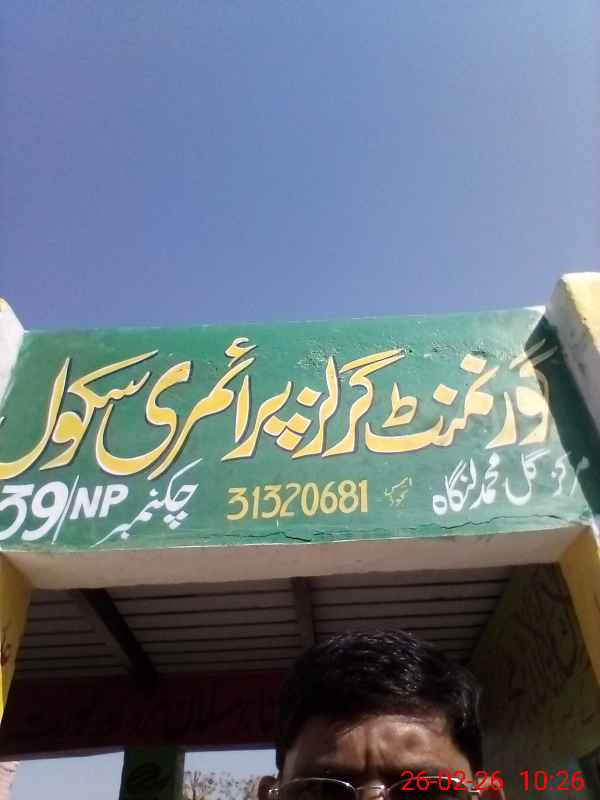 گورنمنٹ گرلز پرائمری سکول
مرکز گل محمد لنگاہ 31320681 چکنمبر 39/NP
26-02-26 10:26